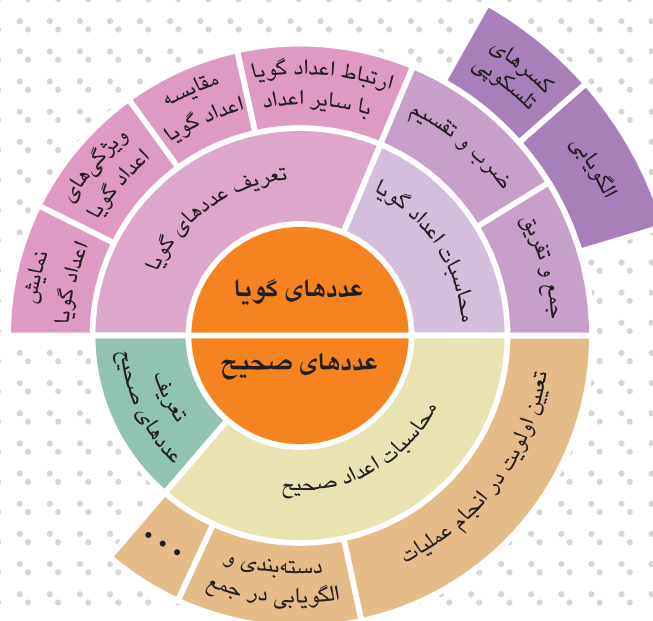 عددهای گویا
تعریف عددهای گویا
نمایش
اعداد گویا
ویژگی‌های
اعداد گویا
مقایسه
اعداد گویا
ارتباط اعداد گویا
با سایر اعداد
محاسبات اعداد گویا
ضرب و تقسیم
جمع و تفریق
کسرهای
تلسکوپی
الگویابی
عددهای صحیح
تعریف
عددهای صحیح
محاسبات اعداد صحیح
تعیین اولویت در انجام عملیات
دسته‌بندی و
الگویابی در جمع
...